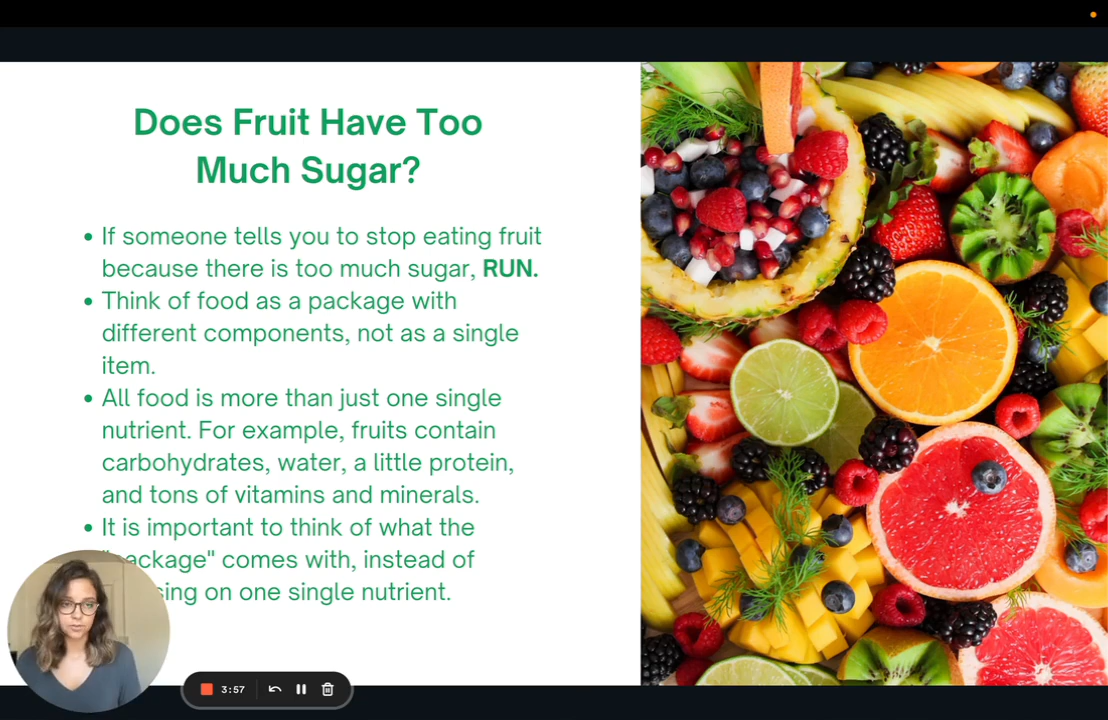 Does Fruit Have Too
Much Sugar?
If someone tells you to stop eating fruit
because there is too much sugar, RUN.
Think of food as a package with
different components, not as a single
item.
All food is more than just one single
nutrient. For example, fruits contain
carbohydrates, water, a little protein,
and tons of vitamins and minerals.
It is important to think of what the
"package" comes with, instead of
on one single nutrient.
3:57